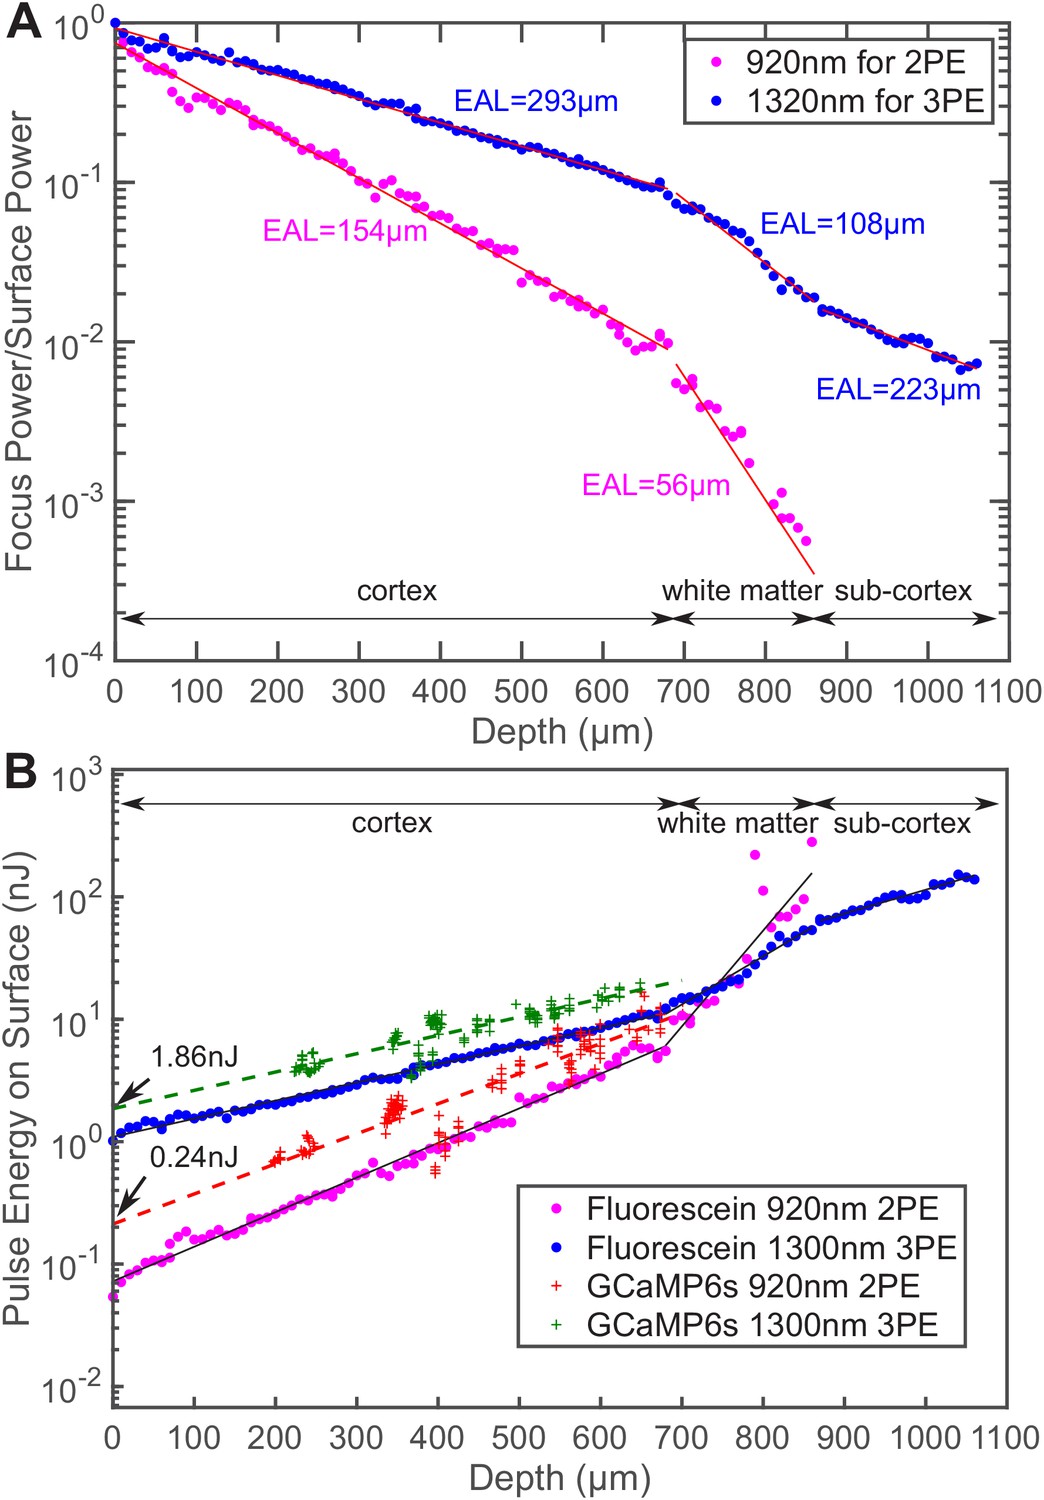 A
10^0
10^-1
10^-2
10^-3
10^-4
Focus Power/Surface Power
920nm for 2PE
1320nm for 3PE
EAL=293µm
EAL=154µm
EAL=108µm
EAL=223µm
EAL=56µm
cortex
white matter
sub-cortex
0 100 200 300 400 500 600 700 800 900 1000 1100
Depth (µm)
B
10^3
10^2
10^1
10^0
10^-1
10^-2
Pulse Energy on Surface (nJ)
cortex
white matter
sub-cortex
1.86nJ
0.24nJ
Fluorescein 920nm 2PE
Fluorescein 1300nm 3PE
GCaMP6s 920nm 2PE
GCaMP6s 1300nm 3PE
0 100 200 300 400 500 600 700 800 900 1000 1100
Depth (µm)